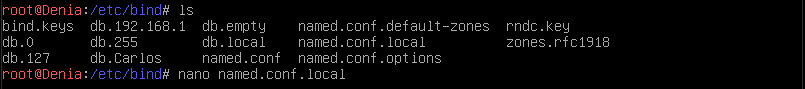 root@Denia:/etc/bind# ls
bind.keys db.192.168.1 db.empty named.conf.default-zones rndc.key
db.0 db.255 db.local named.conf.local zones.rfc1918
db.127 db.Carlos named.conf named.conf.options
root@Denia:/etc/bind# nano named.conf.local